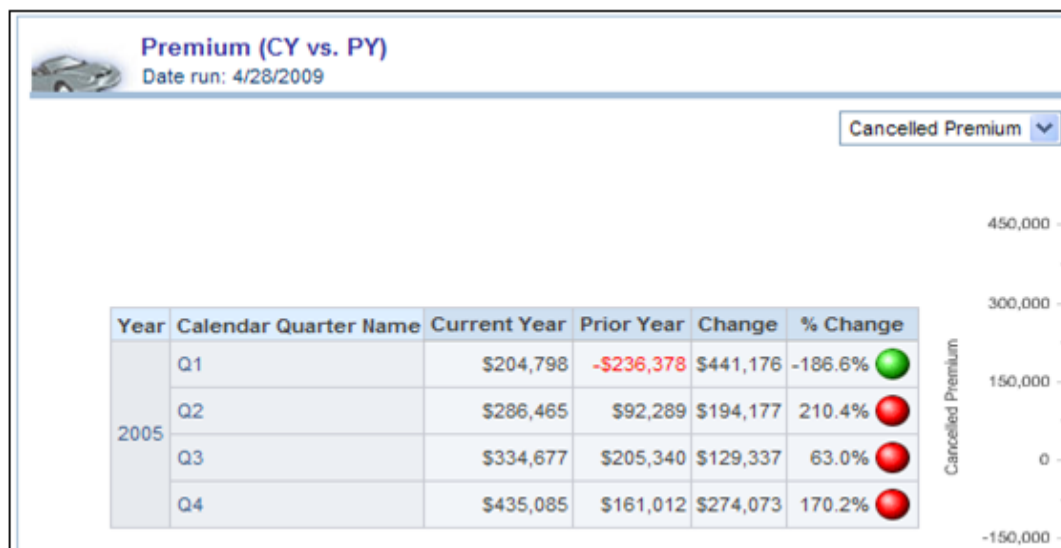 Premium (CY vs. PY)
Date run: 4/28/2009
Cancelled Premium
Year Calendar Quarter Name Current Year Prior Year Change % Change
2005
Q1 $204,798 -$236,378 $441,176 -186.6%
Q2 $286,465 $92,289 $194,177 210.4%
Q3 $334,677 $205,340 $129,337 63.0%
Q4 $435,085 $161,012 $274,073 170.2%
Cancelled Premium
450,000
300,000
150,000
0
-150,000